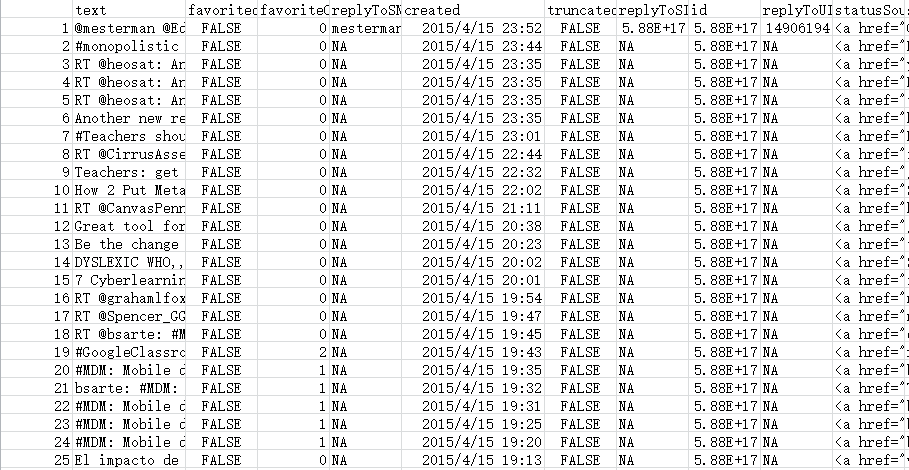 text favorited favorite( replyToSN created truncated replyToSI id replyToUI statusSou
1 @mesterman @Ed FALSE 0 mesterman 2015/4/15 23:52 FALSE 5.88E+17 5.88E+17 14906194 <a href="
2 #monopolistic FALSE 0 NA 2015/4/15 23:44 FALSE NA 5.88E+17 NA <a href="
3 RT @heosat: Ar FALSE 0 NA 2015/4/15 23:35 FALSE NA 5.88E+17 NA <a href="
4 RT @heosat: Ar FALSE 0 NA 2015/4/15 23:35 FALSE NA 5.88E+17 NA <a href="
5 RT @heosat: Ar FALSE 0 NA 2015/4/15 23:35 FALSE NA 5.88E+17 NA <a href="
6 Another new re FALSE 0 NA 2015/4/15 23:35 FALSE NA 5.88E+17 NA <a href="
7 #Teachers shou FALSE 0 NA 2015/4/15 23:01 FALSE NA 5.88E+17 NA <a href="
8 RT @CirrusAsse FALSE 0 NA 2015/4/15 22:44 FALSE NA 5.88E+17 NA <a href="
9 Teachers: get FALSE 0 NA 2015/4/15 22:32 FALSE NA 5.88E+17 NA <a href="
10 How 2 Put Meta FALSE 0 NA 2015/4/15 22:02 FALSE NA 5.88E+17 NA <a href="
11 RT @CanvasPenn FALSE 0 NA 2015/4/15 21:11 FALSE NA 5.88E+17 NA <a href="
12 Great tool for FALSE 0 NA 2015/4/15 20:38 FALSE NA 5.88E+17 NA <a href="
13 Be the change FALSE 0 NA 2015/4/15 20:23 FALSE NA 5.88E+17 NA <a href="
14 DYSLEXIC WHO,, FALSE 0 NA 2015/4/15 20:02 FALSE NA 5.88E+17 NA <a href="
15 7 Cyberlearnin FALSE 0 NA 2015/4/15 20:01 FALSE NA 5.88E+17 NA <a href="
16 RT @grahamlfox FALSE 0 NA 2015/4/15 19:54 FALSE NA 5.88E+17 NA <a href="
17 RT @Spencer_GG FALSE 0 NA 2015/4/15 19:47 FALSE NA 5.88E+17 NA <a href="
18 RT @bsarte: #M FALSE 0 NA 2015/4/15 19:45 FALSE NA 5.88E+17 NA <a href="
19 #GoogleClassro FALSE 2 NA 2015/4/15 19:43 FALSE NA 5.88E+17 NA <a href="
20 #MDM: Mobile d FALSE 1 NA 2015/4/15 19:35 FALSE NA 5.88E+17 NA <a href="
21 bsarte: #MDM: FALSE 1 NA 2015/4/15 19:32 FALSE NA 5.88E+17 NA <a href="
22 #MDM: Mobile d FALSE 1 NA 2015/4/15 19:31 FALSE NA 5.88E+17 NA <a href="
23 #MDM: Mobile d FALSE 1 NA 2015/4/15 19:25 FALSE NA 5.88E+17 NA <a href="
24 #MDM: Mobile d FALSE 1 NA 2015/4/15 19:20 FALSE NA 5.88E+17 NA <a href="
25 El impacto de FALSE 0 NA 2015/4/15 19:13 FALSE NA 5.88E+17 NA <a href="